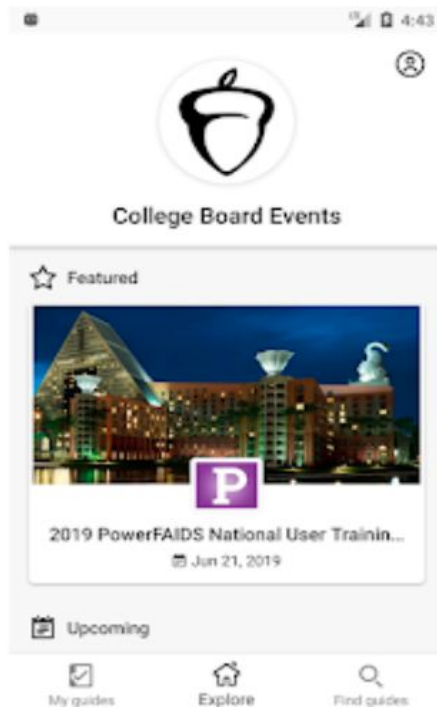 4:43
College Board Events
Featured
P
2019 PowerFAIDS National User Trainin...
Jun 21, 2019
Upcoming
My guides
Explore
Find guides